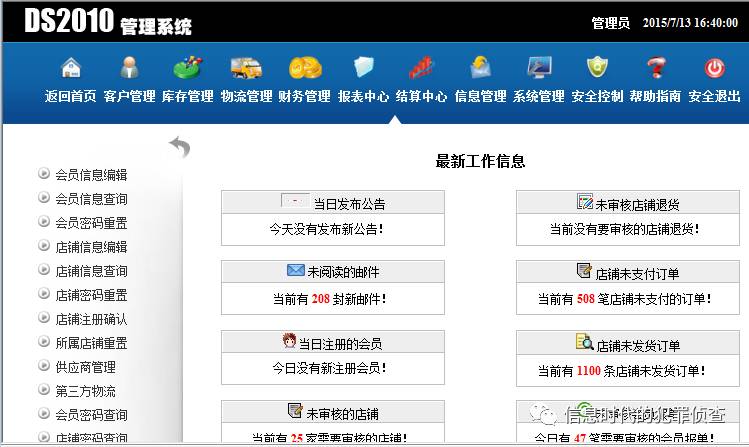 DS2010 管理系统
管理员 2015/7/13 16:40:00
返回首页 客户管理 库存管理 物流管理 财务管理 报表中心 结算中心 信息管理 系统管理 安全控制 帮助指南 安全退出
最新工作信息
会员信息编辑
会员信息查询
会员密码重置
店铺信息编辑
店铺信息查询
店铺密码重置
店铺注册确认
所属店铺重置
供应商管理
第三方物流
会员密码查询
店铺密码查询
当日发布公告
今天没有发布新公告!
未审核店铺退货
当前没有要审核的店铺退货!
未阅读的邮件
当前有 208 封新邮件!
店铺未支付订单
当前有 508 笔店铺未支付的订单!
当日注册的会员
今日没有新注册会员!
店铺未发货订单
当前有 1100 条店铺未发货!
未审核的店铺
当前有 25 家需要审核的店铺!
今日有 47 笔需要审核的会员报单!
信息时代的犯罪侦查